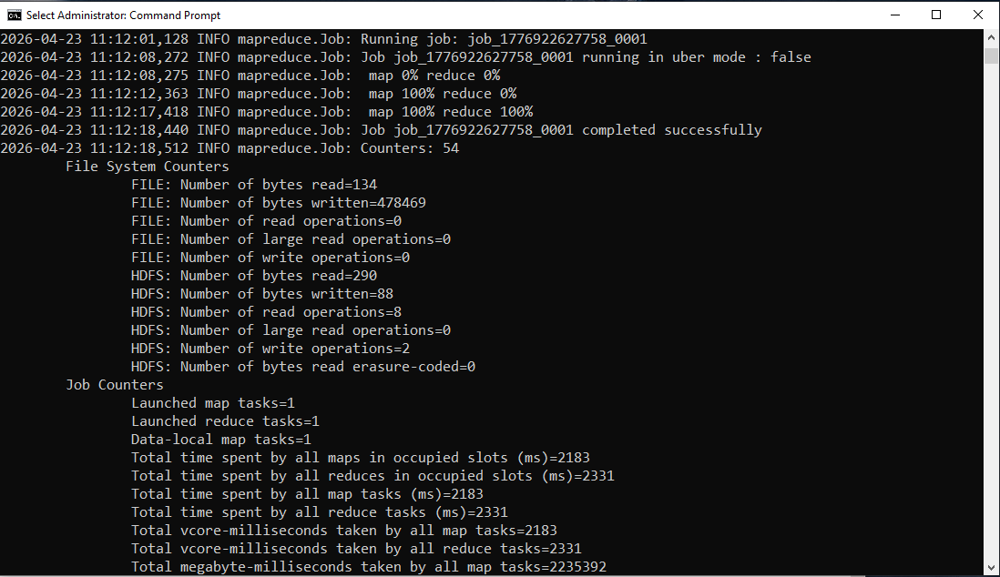 Select Administrator: Command Prompt
2026-04-23 11:12:01,128 INFO mapreduce.Job: Running job: job_1776922627758_0001
2026-04-23 11:12:08,272 INFO mapreduce.Job: Job job_1776922627758_0001 running in uber mode : false
2026-04-23 11:12:08,275 INFO mapreduce.Job:  map 0% reduce 0%
2026-04-23 11:12:12,363 INFO mapreduce.Job:  map 100% reduce 0%
2026-04-23 11:12:17,418 INFO mapreduce.Job:  map 100% reduce 100%
2026-04-23 11:12:18,440 INFO mapreduce.Job: Job job_1776922627758_0001 completed successfully
2026-04-23 11:12:18,512 INFO mapreduce.Job: Counters: 54
File System Counters
FILE: Number of bytes read=134
FILE: Number of bytes written=478469
FILE: Number of read operations=0
FILE: Number of large read operations=0
FILE: Number of write operations=0
HDFS: Number of bytes read=290
HDFS: Number of bytes written=88
HDFS: Number of read operations=8
HDFS: Number of large read operations=0
HDFS: Number of write operations=2
HDFS: Number of bytes read erasure-coded=0
Job Counters
Launched map tasks=1
Launched reduce tasks=1
Data-local map tasks=1
Total time spent by all maps in occupied slots (ms)=2183
Total time spent by all reduces in occupied slots (ms)=2331
Total time spent by all map tasks (ms)=2183
Total time spent by all reduce tasks (ms)=2331
Total vcore-milliseconds taken by all map tasks=2183
Total vcore-milliseconds taken by all reduce tasks=2331
Total megabyte-milliseconds taken by all map tasks=2235392